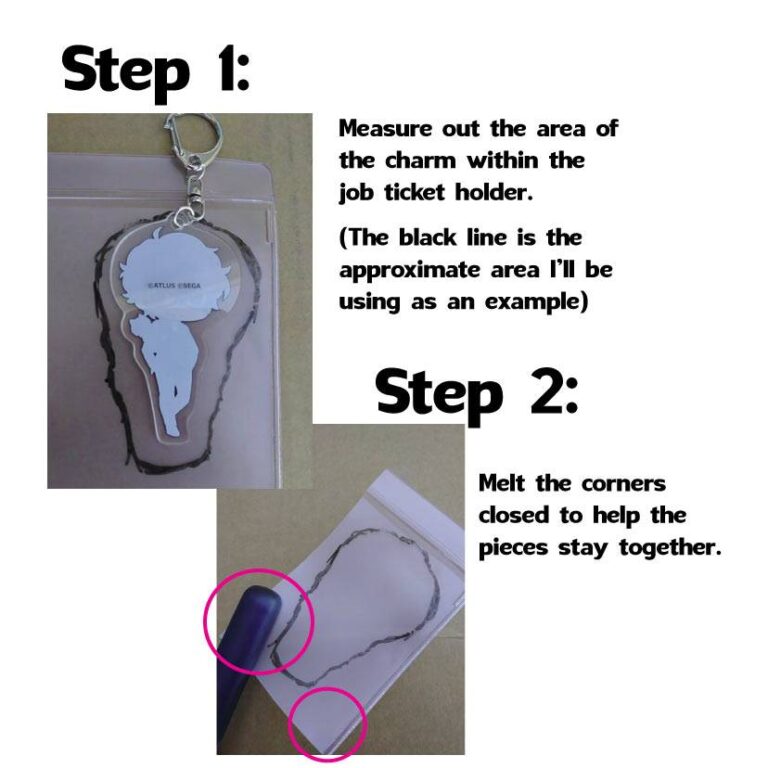 Step 1:
Measure out the area of
the charm within the
job ticket holder.
(The black line is the
approximate area I'll be
using as an example)
©ATLUS ©SEGA
Step 2:
Melt the corners
closed to help the
pieces stay together.